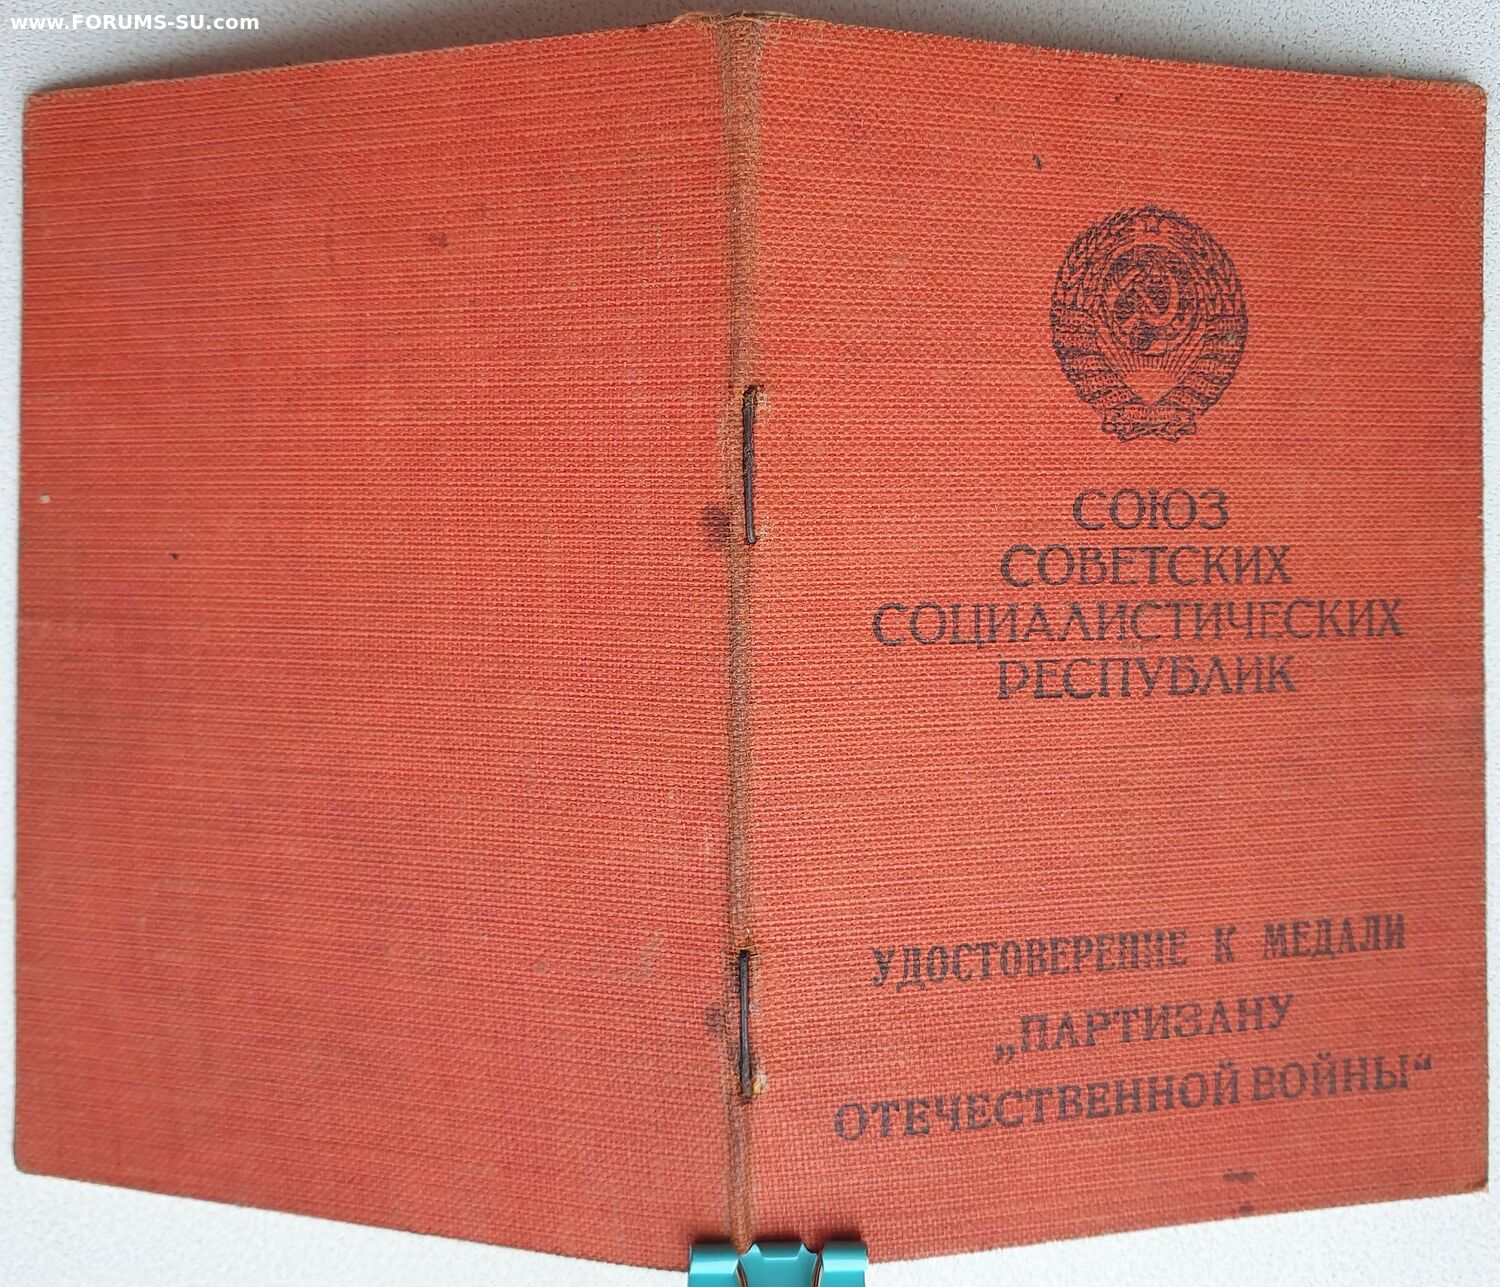 www.FORUMS-SU.com
СОЮЗ
СОВЕТСКИХ
СОЦИАЛИСТИЧЕСКИХ
РЕСПУБЛИК
УДОСТОВЕРЕНИЕ К МЕДАЛИ
„ПАРТИЗАНУ
ОТЕЧЕСТВЕННОЙ ВОЙНЫ“